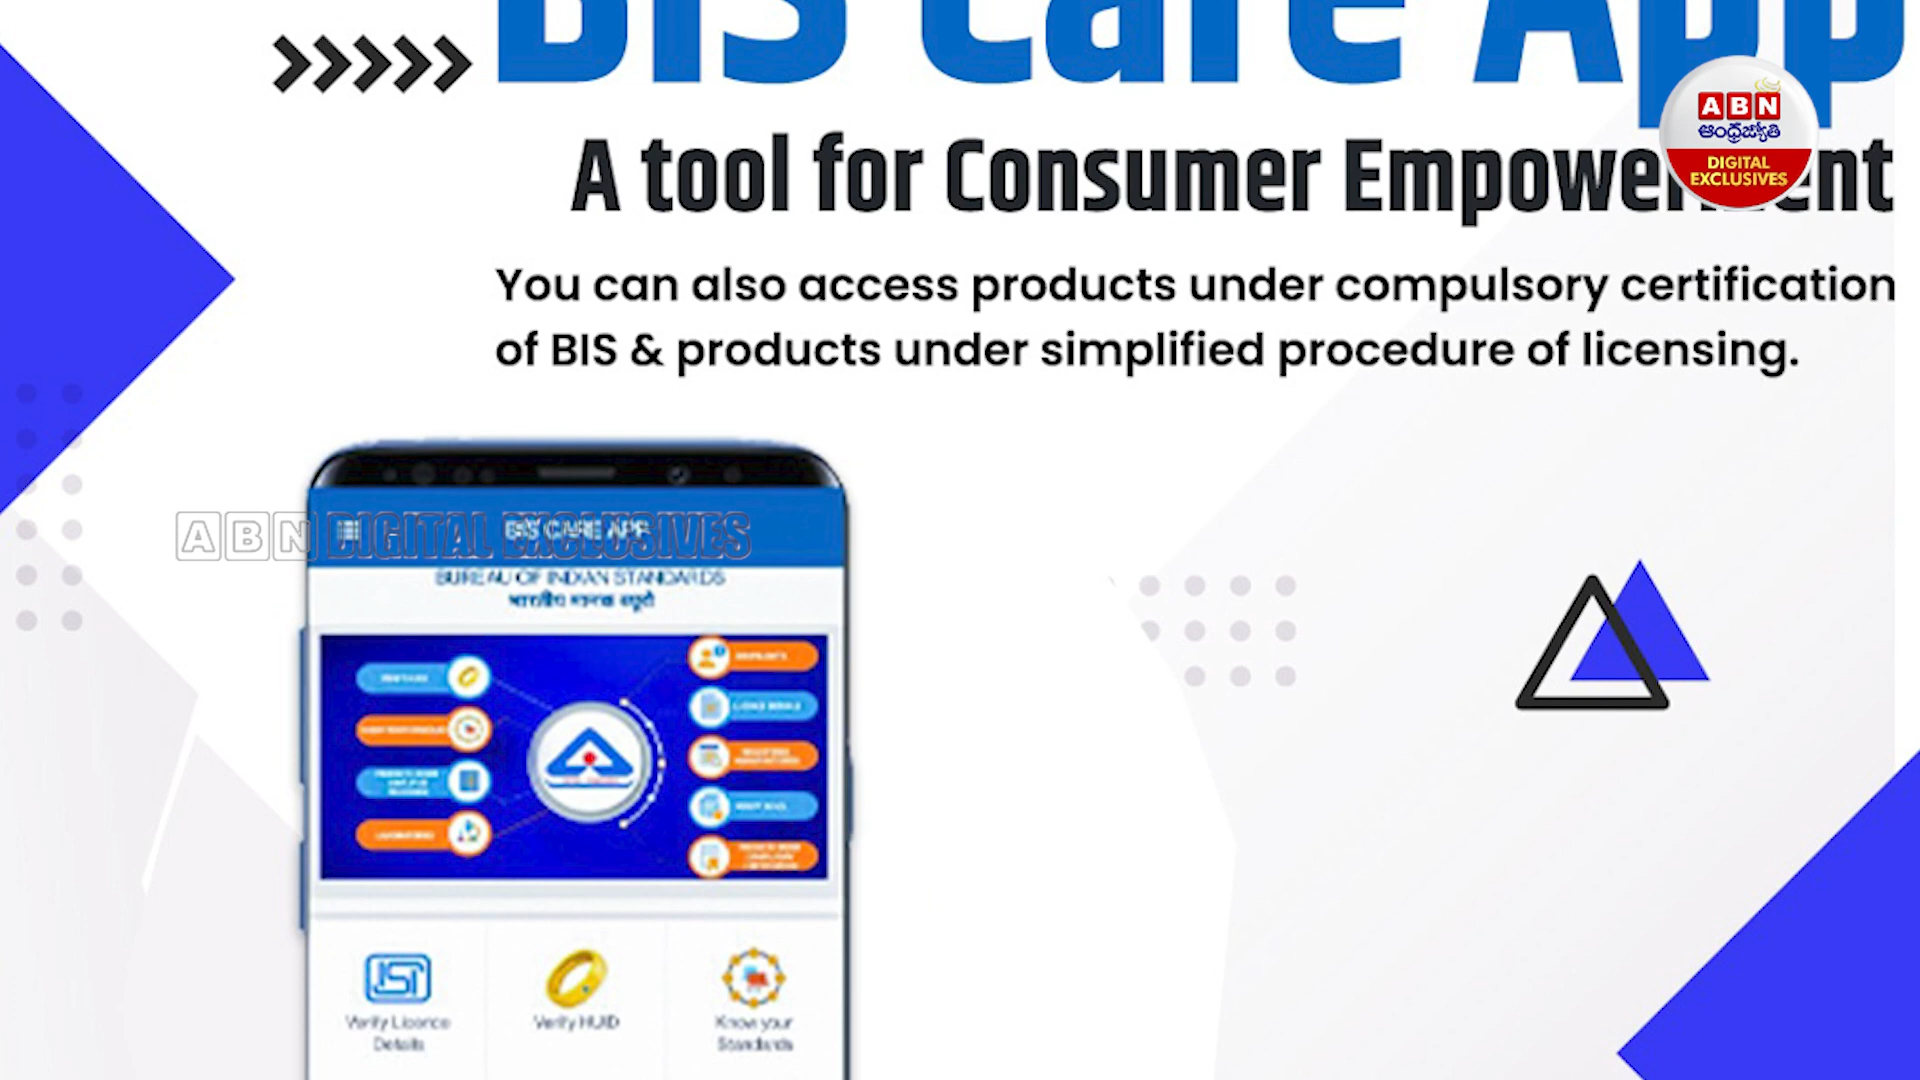 BIS Care App
ABN
ఆంధ్రజ్యోతి
DIGITAL
EXCLUSIVES
A tool for Consumer Empowerment
You can also access products under compulsory certification
of BIS & products under simplified procedure of licensing.
ABN DIGITAL EXCLUSIVES
BIS CARE APP
BUREAU OF INDIAN STANDARDS
भारतीय मानक ब्यूरो
Verify Licence
Details
Verify HUID
Know your
Standards